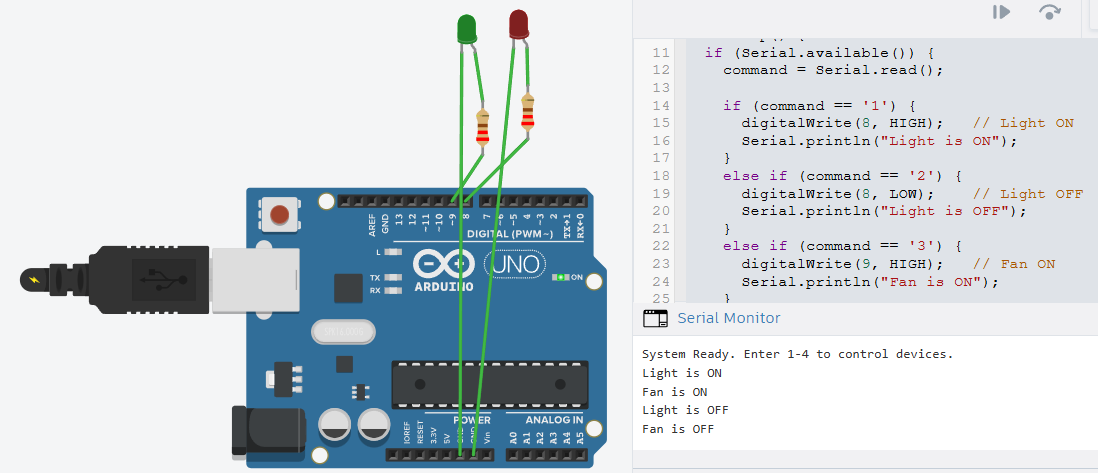 11 if (Serial.available()) {
12 command = Serial.read();
13
14 if (command == '1') {
15 digitalWrite(8, HIGH); // Light ON
16 Serial.println("Light is ON");
17 }
18 else if (command == '2') {
19 digitalWrite(8, LOW); // Light OFF
20 Serial.println("Light is OFF");
21 }
22 else if (command == '3') {
23 digitalWrite(9, HIGH); // Fan ON
24 Serial.println("Fan is ON");
25 }
Serial Monitor
System Ready. Enter 1-4 to control devices.
Light is ON
Fan is ON
Light is OFF
Fan is OFF
AREF
GND
13
12
~11
~10
~9
8
7
~6
~5
4
~3
2
TX→1
RX←0
DIGITAL (PWM~)
L
TX
RX
ARDUINO
UNO
ON
POWER
ANALOG IN
IOREF
RESET
3.3V
5V
GND
Vin
A0
A1
A2
A3
A4
A5